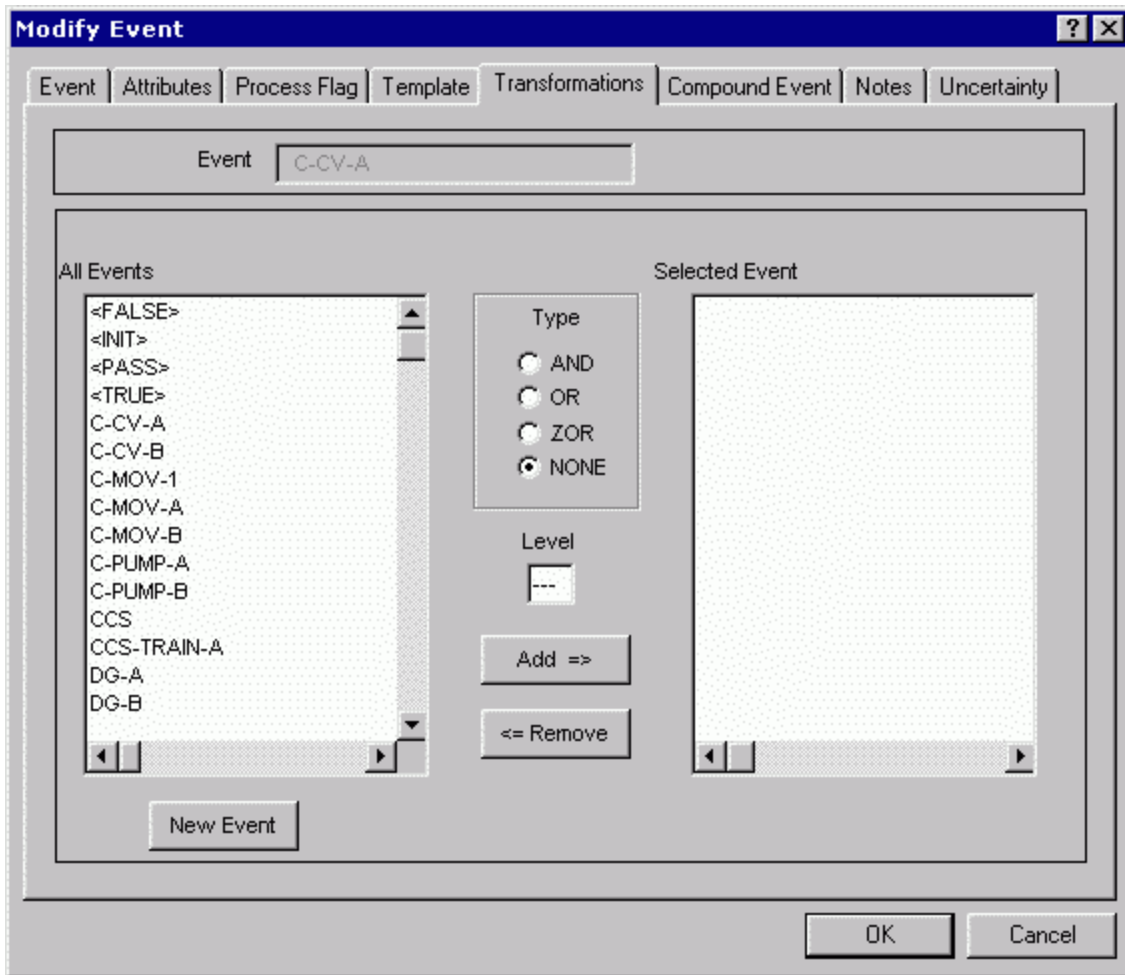 Modify Event
Event Attributes Process Flag Template Transformations Compound Event Notes Uncertainty
Event C-CV-A
All Events
<FALSE>
<INIT>
<PASS>
<TRUE>
C-CV-A
C-CV-B
C-MOV-1
C-MOV-A
C-MOV-B
C-PUMP-A
C-PUMP-B
CCS
CCS-TRAIN-A
DG-A
DG-B
New Event
Type
AND
OR
ZOR
NONE
Level
---
Add =>
<= Remove
Selected Event
OK Cancel